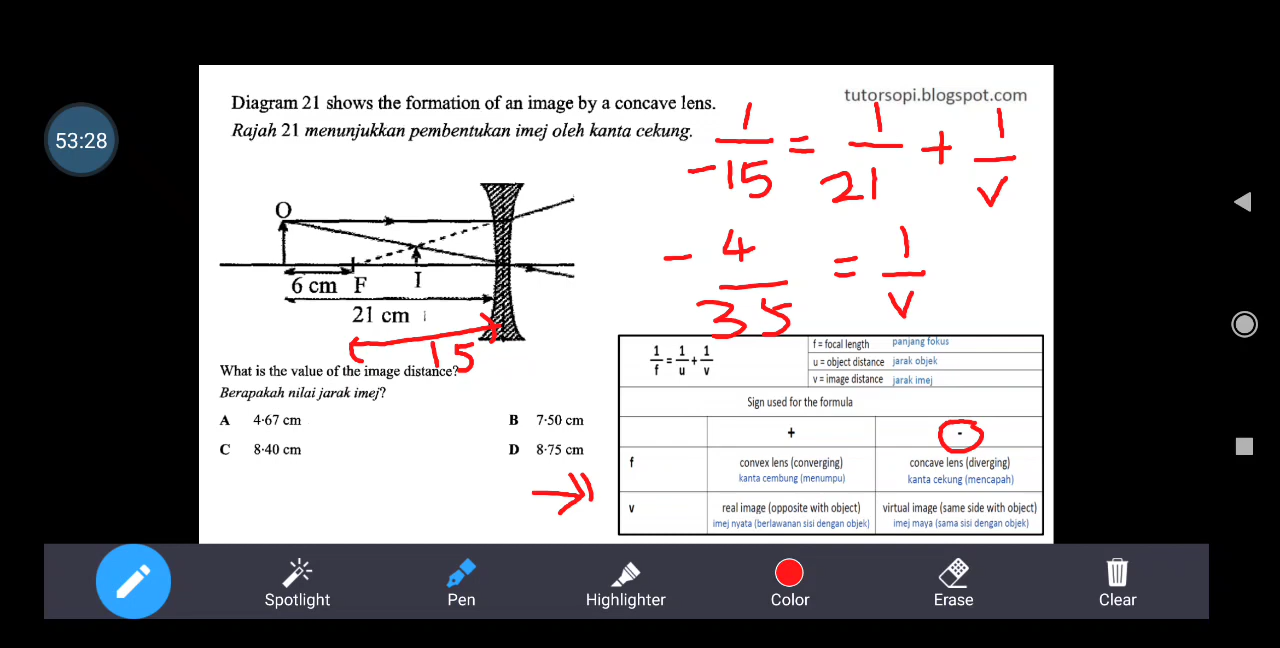 Diagram 21 shows the formation of an image by a concave lens.
Rajah 21 menunjukkan pembentukan imej oleh kanta cekung.
tutorsopi.blogspot.com
53:28
1/-15 = 1/21 + 1/v
- 4/35 = 1/v
O
6 cm F I
21 cm
15
What is the value of the image distance?
Berapakah nilai jarak imej?
A 4·67 cm B 7·50 cm
C 8·40 cm D 8·75 cm
1/f = 1/u + 1/v
f = focal length panjang fokus
u = object distance jarak objek
v = image distance jarak imej
Sign used for the formula
+ -
f convex lens (converging) concave lens (diverging)
kanta cembung (menumpu) kanta cekung (mencapah)
v real image (opposite with object) virtual image (same side with object)
imej nyata (berlawanan sisi dengan objek) imej maya (sama sisi dengan objek)
Spotlight Pen Highlighter Color Erase Clear